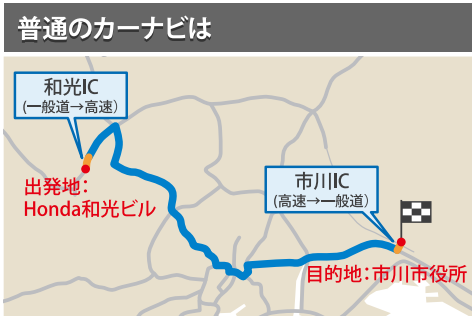 普通のカーナビは
和光IC
(一般道→高速)
出発地：
Honda和光ビル
市川IC
(高速→一般道)
目的地：市川市役所